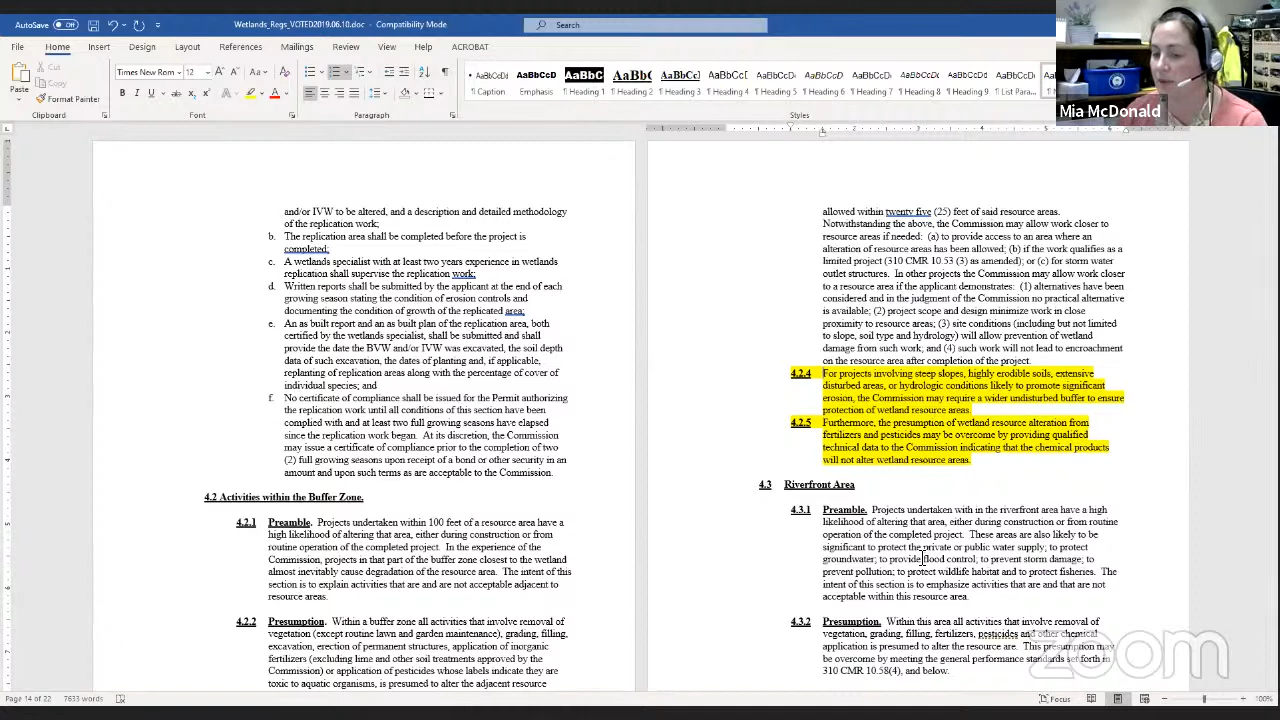 AutoSave Off
Wetlands_Regs_VOTED2019.06.10.doc - Compatibility Mode
Search
File Home Insert Design Layout References Mailings Review View Help ACROBAT
Paste
Cut
Copy
Format Painter
Times New Rom 12
AaBbCcDd AaBbCcD AaBbC AaBb( AaBbC( AaBbCcD AaBbCcD AaBbCcD AaBbCcD AaBbCcD AaBbCcD
¶ Caption Emphasis ¶ Heading 1 ¶ Heading 2 ¶ Heading 3 ¶ Heading 4 ¶ Heading 5 ¶ Heading 6 ¶ Heading 7 ¶ Heading 8 ¶ Heading 9 ¶ List Para...
Clipboard Font Paragraph Styles
Mia McDonald
and/or IVW to be altered, and a description and detailed methodology
of the replication work;
b. The replication area shall be completed before the project is
completed;
c. A wetlands specialist with at least two years experience in wetlands
replication shall supervise the replication work;
d. Written reports shall be submitted by the applicant at the end of each
growing season stating the condition of erosion controls and
documenting the condition of growth of the replicated area;
e. An as built report and an as built plan of the replication area, both
certified by the wetlands specialist, shall be submitted and shall
provide the date the BVW and/or IVW was excavated, the soil depth
data of such excavation, the dates of planting and, if applicable,
replanting of replication areas along with the percentage of cover of
individual species; and
f. No certificate of compliance shall be issued for the Permit authorizing
the replication work until all conditions of this section have been
complied with and at least two full growing seasons have elapsed
since the replication work began. At its discretion, the Commission
may issue a certificate of compliance prior to the completion of two
(2) full growing seasons upon receipt of a bond or other security in an
amount and upon such terms as are acceptable to the Commission.
4.2 Activities within the Buffer Zone.
4.2.1 Preamble. Projects undertaken within 100 feet of a resource area have a
high likelihood of altering that area, either during construction or from
routine operation of the completed project. In the experience of the
Commission, projects in that part of the buffer zone closest to the wetland
almost inevitably cause degradation of the resource area. The intent of this
section is to explain activities that are and are not acceptable adjacent to
resource areas.
4.2.2 Presumption. Within a buffer zone all activities that involve removal of
vegetation (except routine lawn and garden maintenance), grading, filling,
excavation, erection of permanent structures, application of inorganic
fertilizers (excluding lime and other soil treatments approved by the
Commission) or application of pesticides whose labels indicate they are
toxic to aquatic organisms, is presumed to alter the adjacent resource
allowed within twenty five (25) feet of said resource areas.
Notwithstanding the above, the Commission may allow work closer to
resource areas if needed: (a) to provide access to an area where an
alteration of resource areas has been allowed; (b) if the work qualifies as a
limited project (310 CMR 10.53 (3) as amended); or (c) for storm water
outlet structures. In other projects the Commission may allow work closer
to a resource area if the applicant demonstrates: (1) alternatives have been
considered and in the judgment of the Commission no practical alternative
is available; (2) project scope and design minimize work in close
proximity to resource areas; (3) site conditions (including but not limited
to slope, soil type and hydrology) will allow prevention of wetland
damage from such work; and (4) such work will not lead to encroachment
on the resource area after completion of the project.
4.2.4 For projects involving steep slopes, highly erodible soils, extensive
disturbed areas, or hydrologic conditions likely to promote significant
erosion, the Commission may require a wider undisturbed buffer to ensure
protection of wetland resource areas.
4.2.5 Furthermore, the presumption of wetland resource alteration from
fertilizers and pesticides may be overcome by providing qualified
technical data to the Commission indicating that the chemical products
will not alter wetland resource areas.
4.3 Riverfront Area
4.3.1 Preamble. Projects undertaken with in the riverfront area have a high
likelihood of altering that area, either during construction or from routine
operation of the completed project. These areas are also likely to be
significant to protect the private or public water supply; to protect
groundwater; to provide flood control; to prevent storm damage; to
prevent pollution; to protect wildlife habitat and to protect fisheries. The
intent of this section is to emphasize activities that are and that are not
acceptable within this resource area.
4.3.2 Presumption. Within this area all activities that involve removal of
vegetation, grading, filling, fertilizers, pesticides and other chemical
application is presumed to alter the resource are. This presumption may
be overcome by meeting the general performance standards set forth in
310 CMR 10.58(4), and below.
zoom
Page 14 of 22 7633 words
Focus
100%